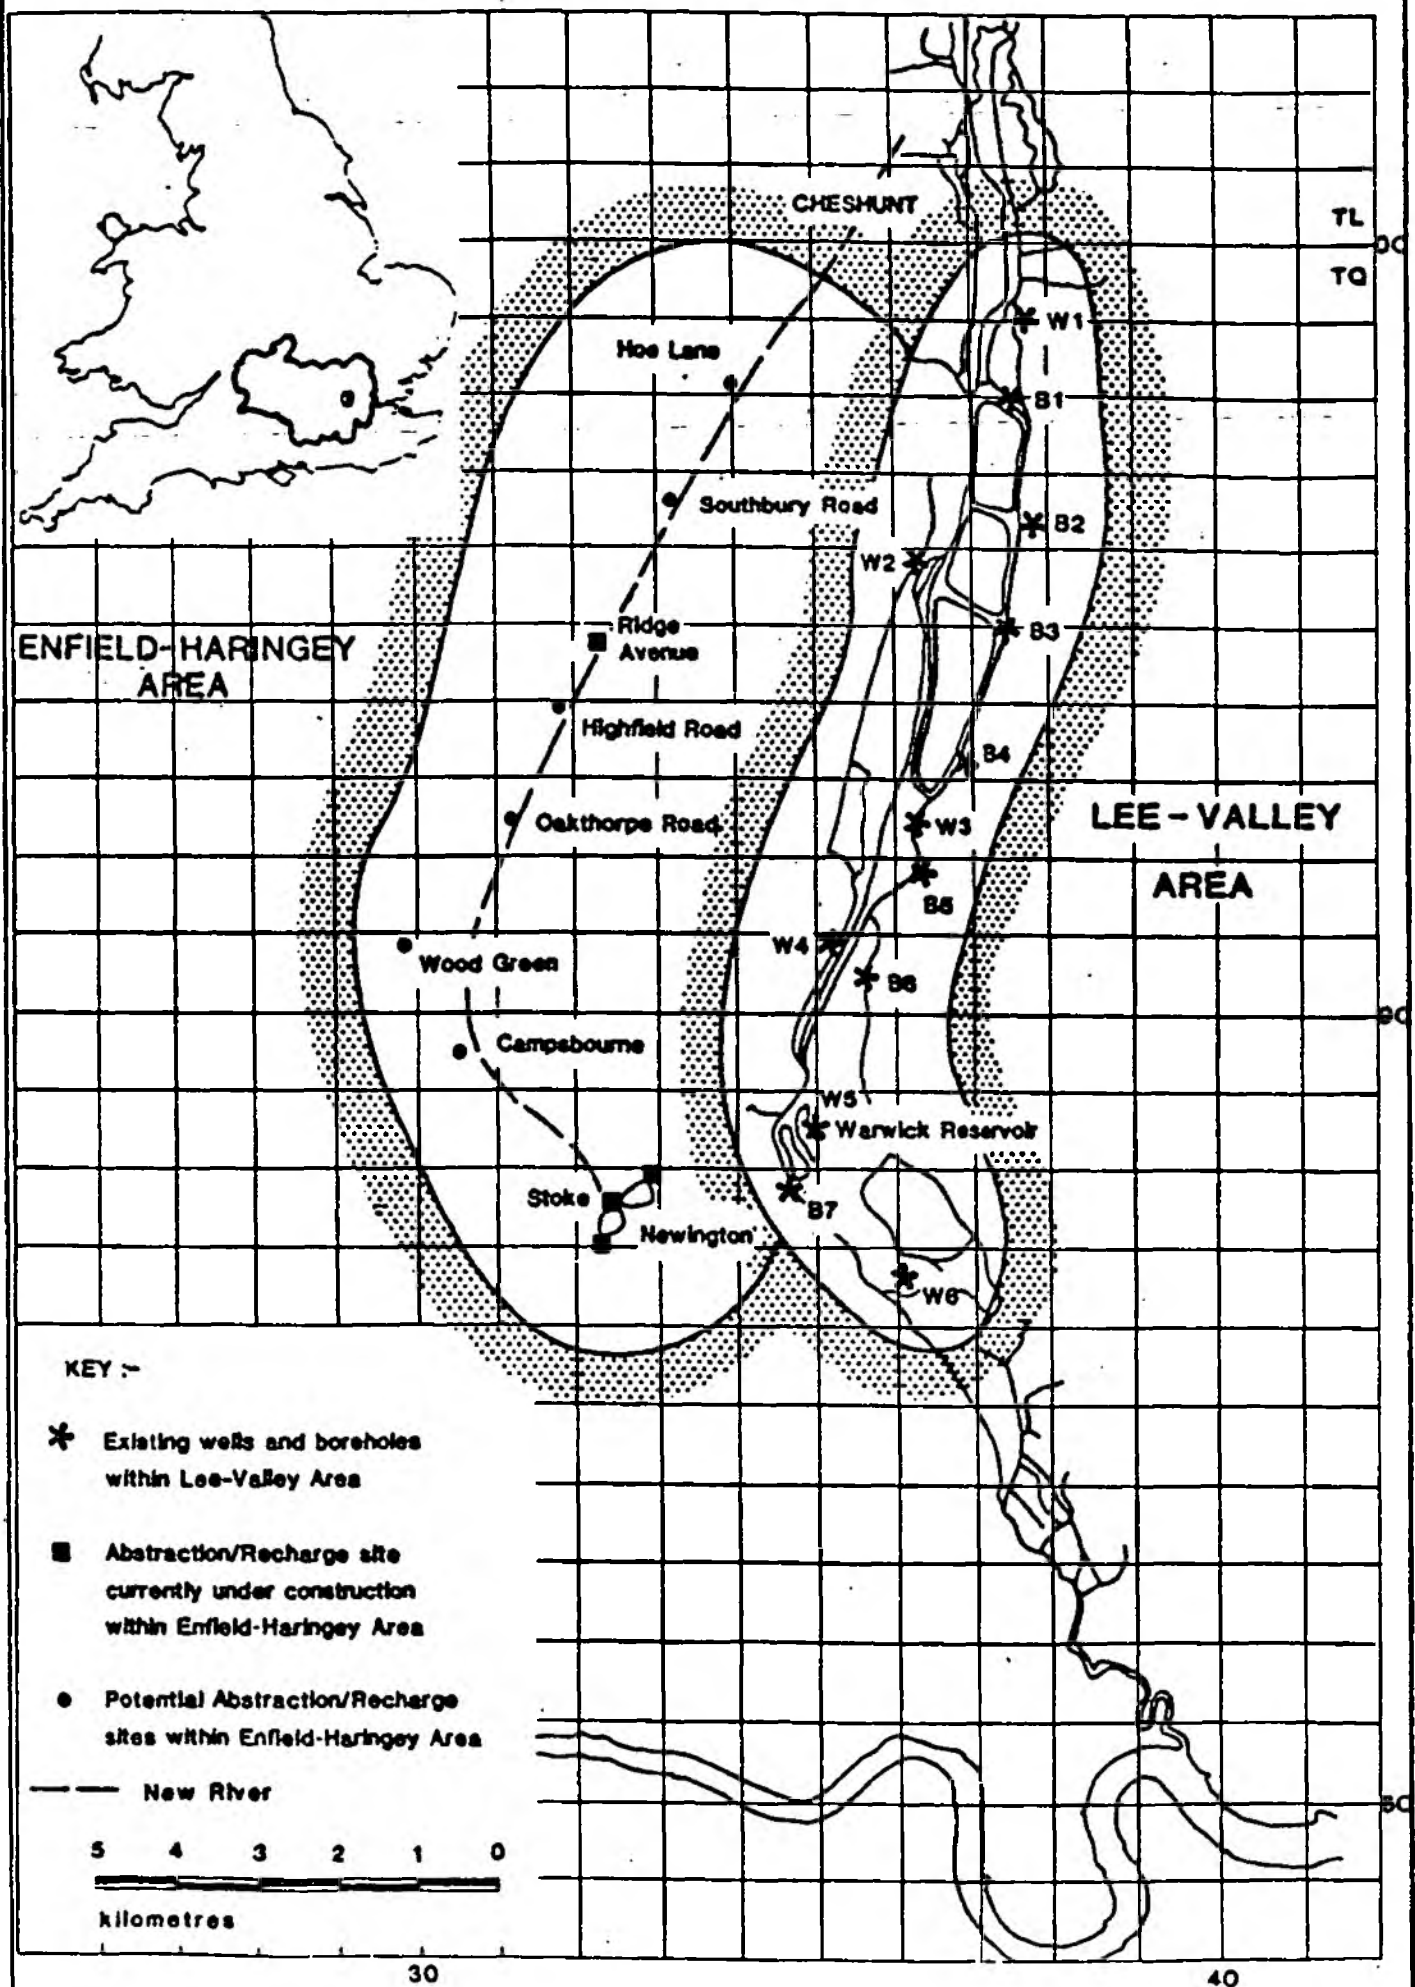 CHESHUNT
TL
00
TQ
W1
Hoe Lane
B1
Southbury Road
B2
W2
Ridge
Avenue
B3
ENFIELD-HARINGEY
AREA
Highfield Road
B4
Oakthorpe Road
W3
LEE-VALLEY
AREA
B5
W4
Wood Green
B6
90
Campsbourne
W5
Warwick Reservoir
Stoke
Newington
B7
W6
KEY :-
Existing wells and boreholes
within Lee-Valley Area
Abstraction/Recharge site
currently under construction
within Enfield-Haringey Area
Potential Abstraction/Recharge
sites within Enfield-Haringey Area
New River
5 4 3 2 1 0
kilometres
30
40